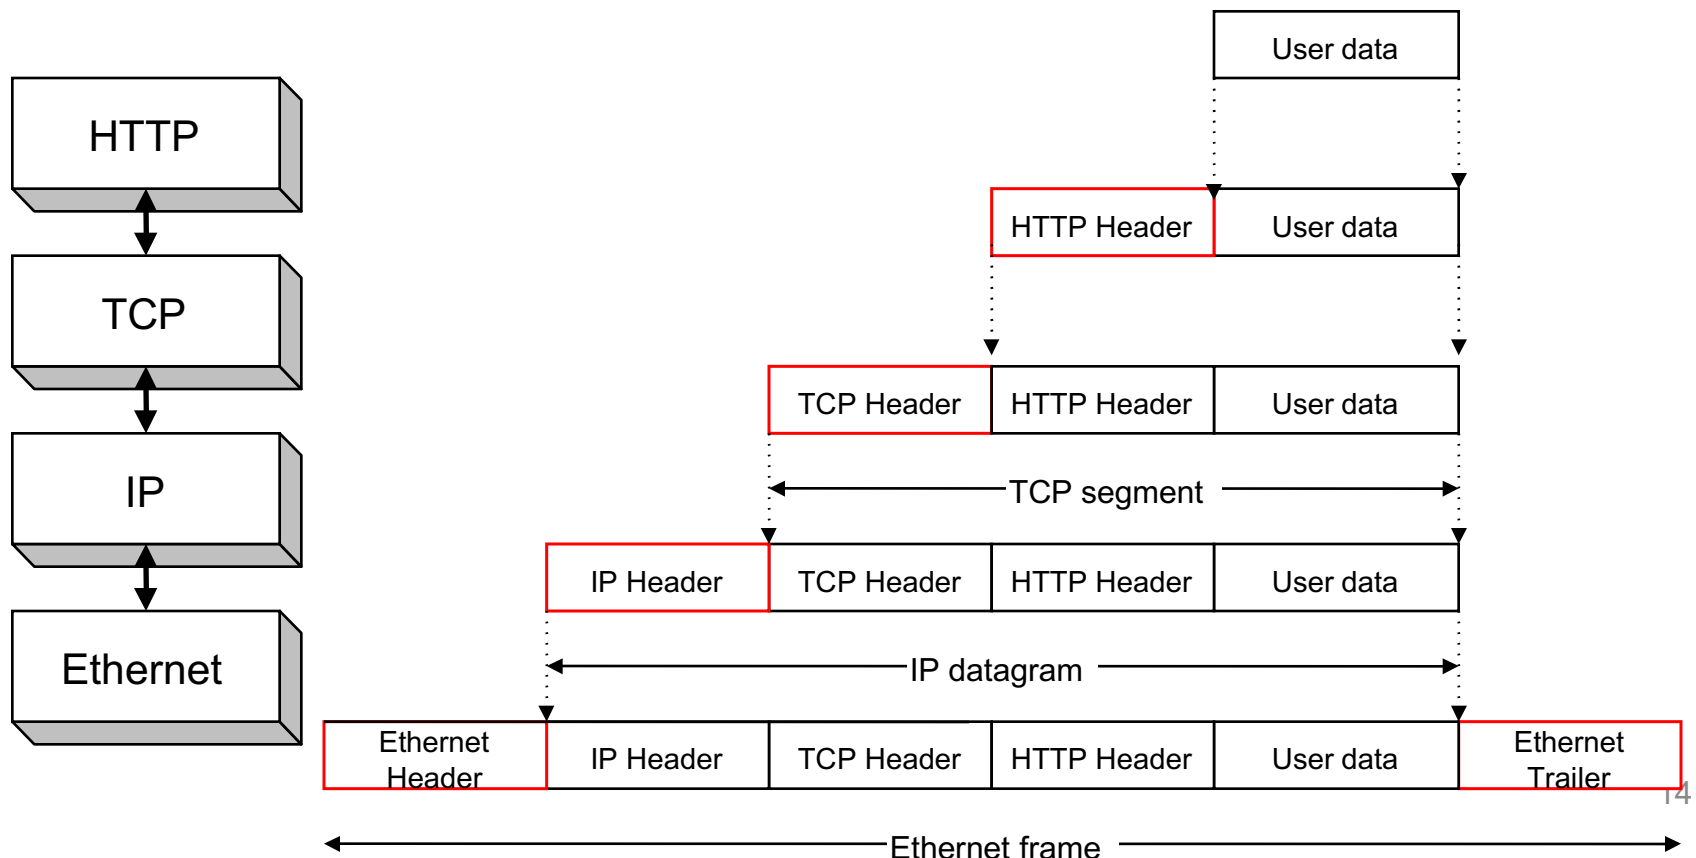 User data
HTTP
HTTP Header User data
TCP
TCP Header HTTP Header User data
IP
TCP segment
IP Header TCP Header HTTP Header User data
Ethernet
IP datagram
Ethernet
Header
IP Header TCP Header HTTP Header User data
Ethernet
Trailer
14
Ethernet frame